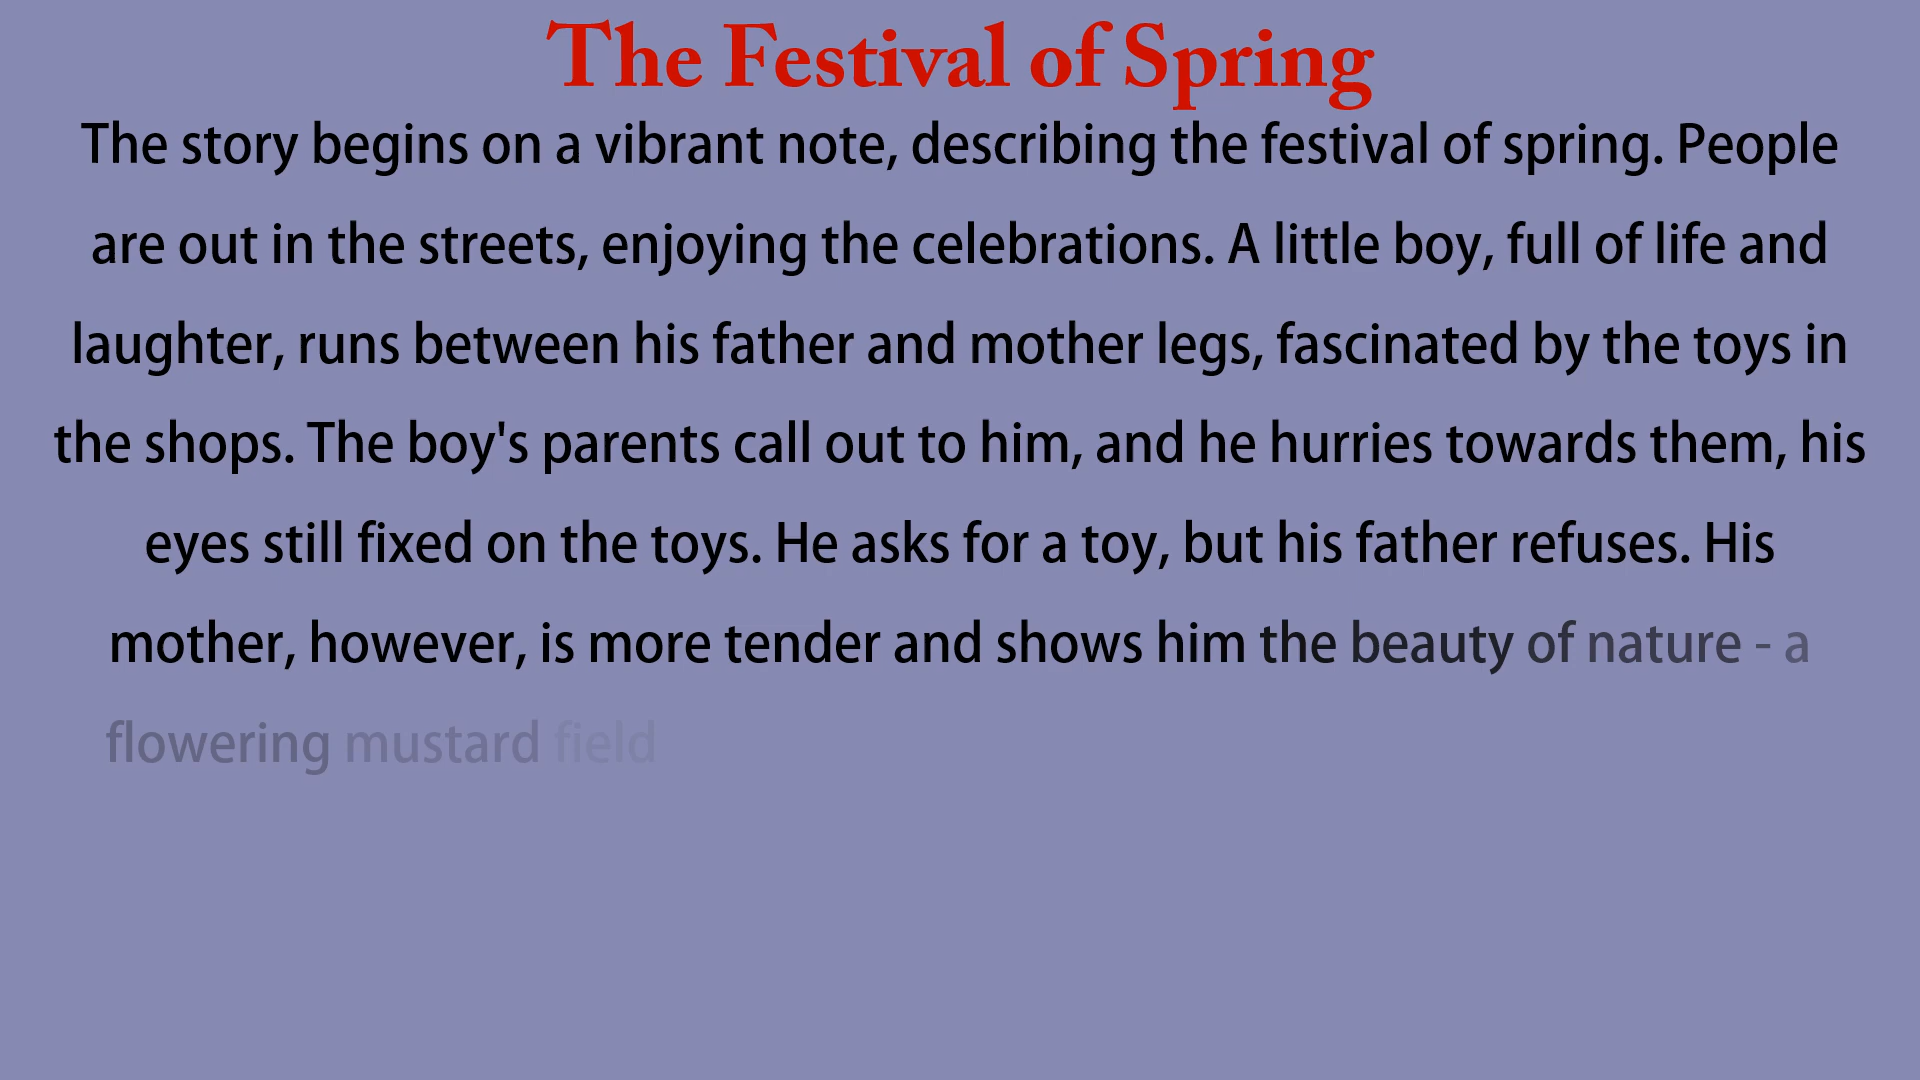 The Festival of Spring
The story begins on a vibrant note, describing the festival of spring. People
are out in the streets, enjoying the celebrations. A little boy, full of life and
laughter, runs between his father and mother legs, fascinated by the toys in
the shops. The boy's parents call out to him, and he hurries towards them, his
eyes still fixed on the toys. He asks for a toy, but his father refuses. His
mother, however, is more tender and shows him the beauty of nature - a
flowering mustard field